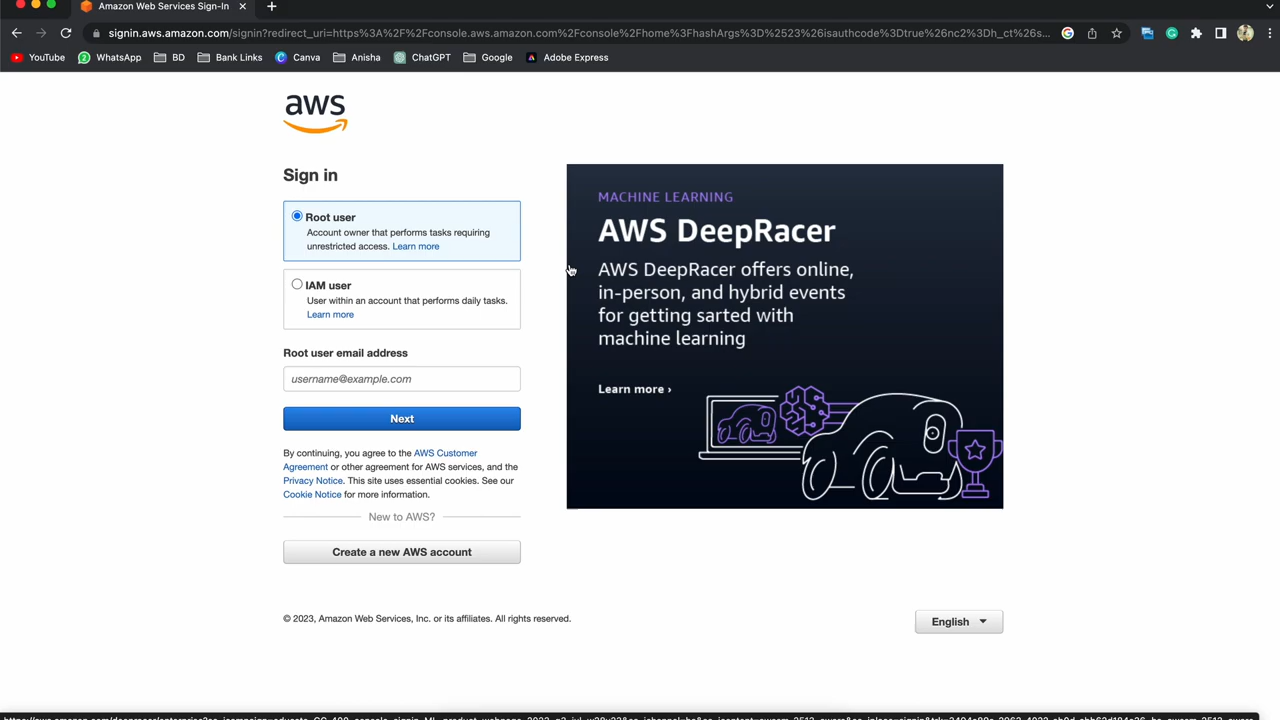 Amazon Web Services Sign-In
signin.aws.amazon.com/signin?redirect_uri=https%3A%2F%2Fconsole.aws.amazon.com%2Fconsole%2Fhome%3FhashArgs%3D%2523%26isauthcode%3Dtrue%26nc2%3Dh_ct%26s...
YouTube WhatsApp BD Bank Links Canva Anisha ChatGPT Google Adobe Express
aws
Sign in
Root user
Account owner that performs tasks requiring
unrestricted access. Learn more
IAM user
User within an account that performs daily tasks.
Learn more
Root user email address
username@example.com
Next
By continuing, you agree to the AWS Customer
Agreement or other agreement for AWS services, and the
Privacy Notice. This site uses essential cookies. See our
Cookie Notice for more information.
New to AWS?
Create a new AWS account
MACHINE LEARNING
AWS DeepRacer
AWS DeepRacer offers online,
in-person, and hybrid events
for getting sarted with
machine learning
Learn more ›
© 2023, Amazon Web Services, Inc. or its affiliates. All rights reserved.
English